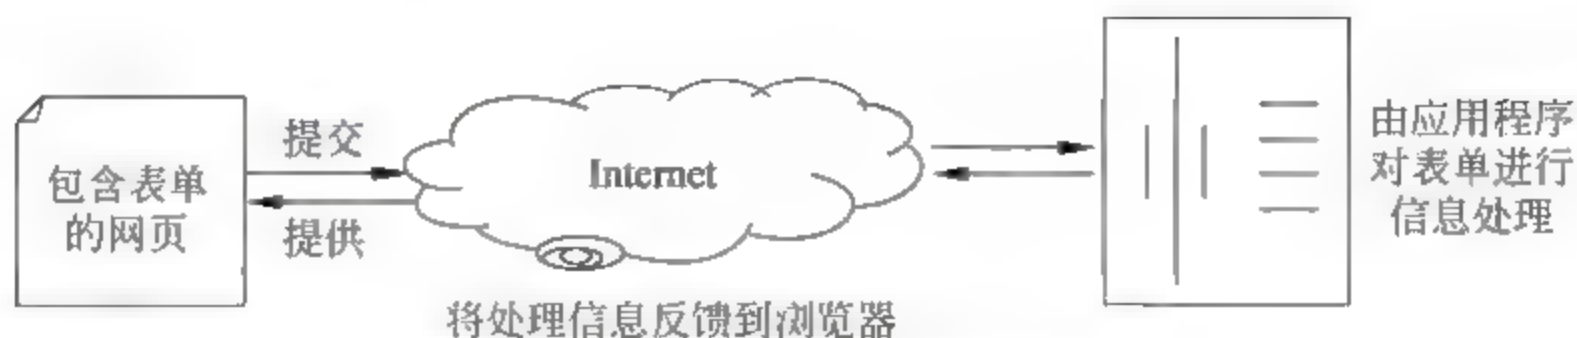 包含表单
的网页
提交
提供
Internet
将处理信息反馈到浏览器
由应用程序
对表单进行
信息处理